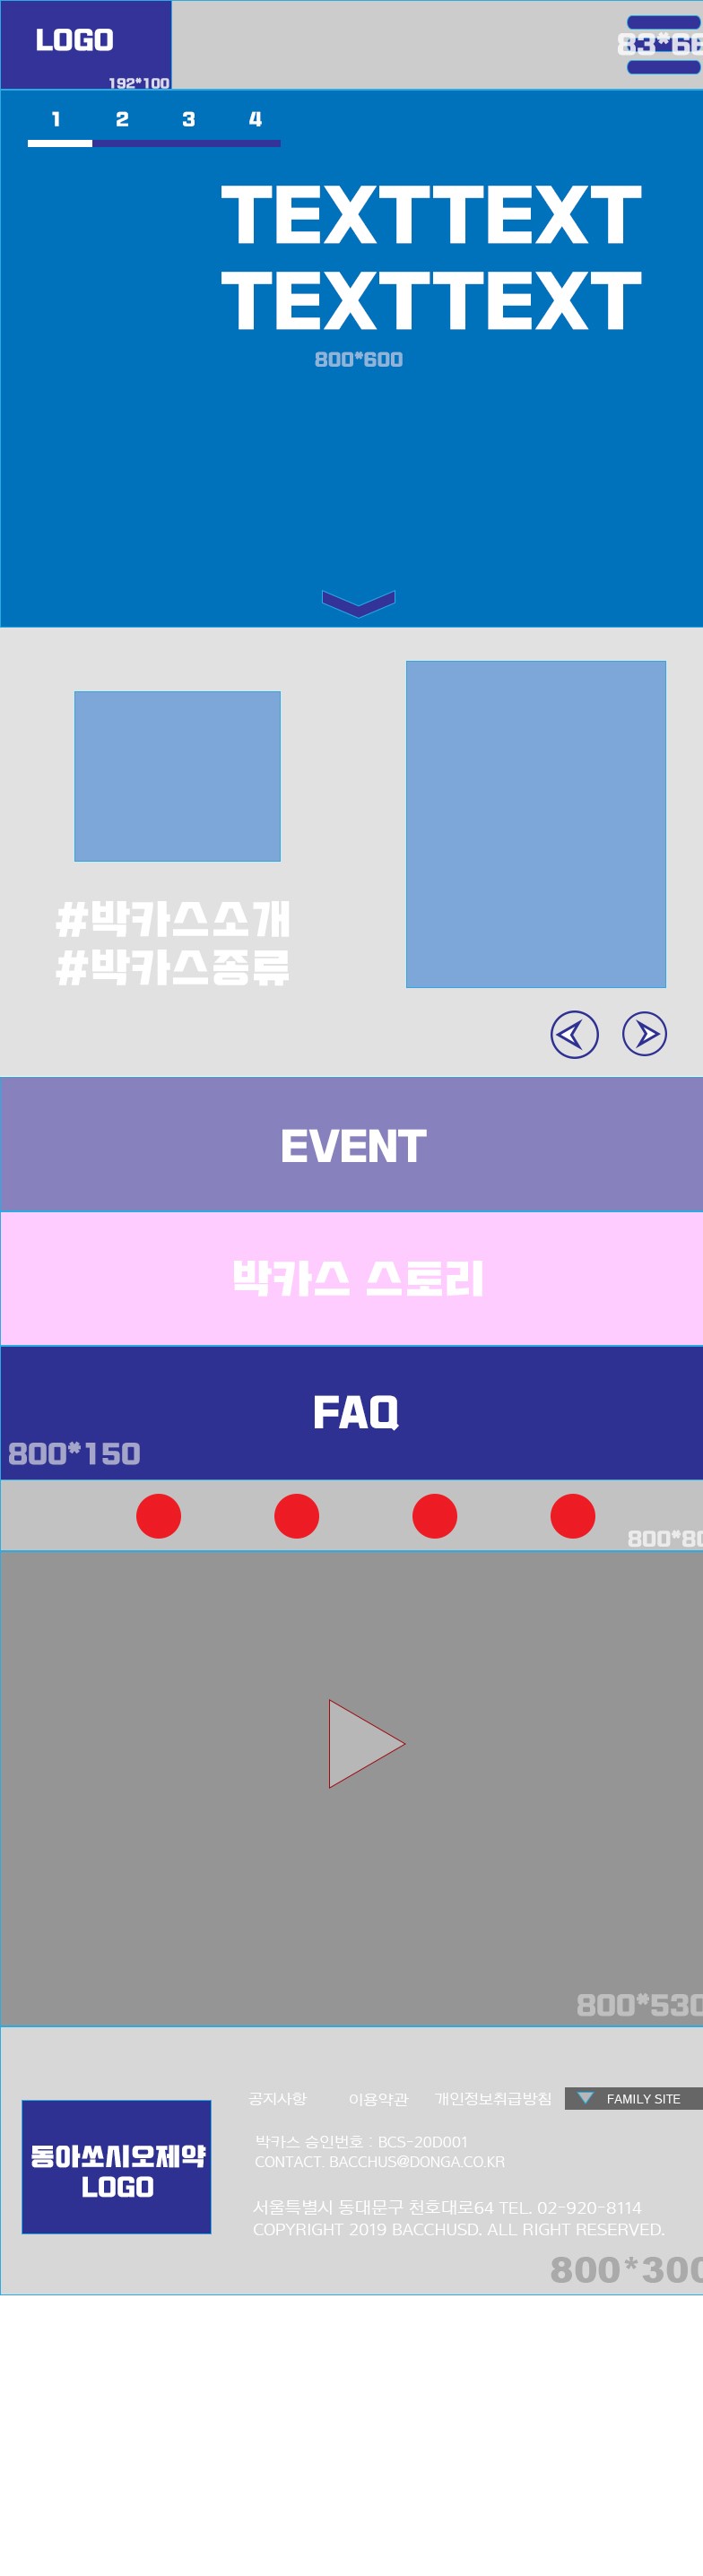 LOGO
192*100
1 2 3 4
TEXTTEXT
TEXTTEXT
800*600
#박카스소개
#박카스종류
EVENT
박카스 스토리
FAQ
800*150
800*530
공지사항 이용약관 개인정보취급방침 FAMILY SITE
박카스 승인번호 : BCS-20D001
CONTACT. BACCHUS@DONGA.CO.KR
동아쏘시오제약
LOGO
서울특별시 동대문구 천호대로64 TEL. 02-920-8114
COPYRIGHT 2019 BACCHUSD. ALL RIGHT RESERVED.
800*300